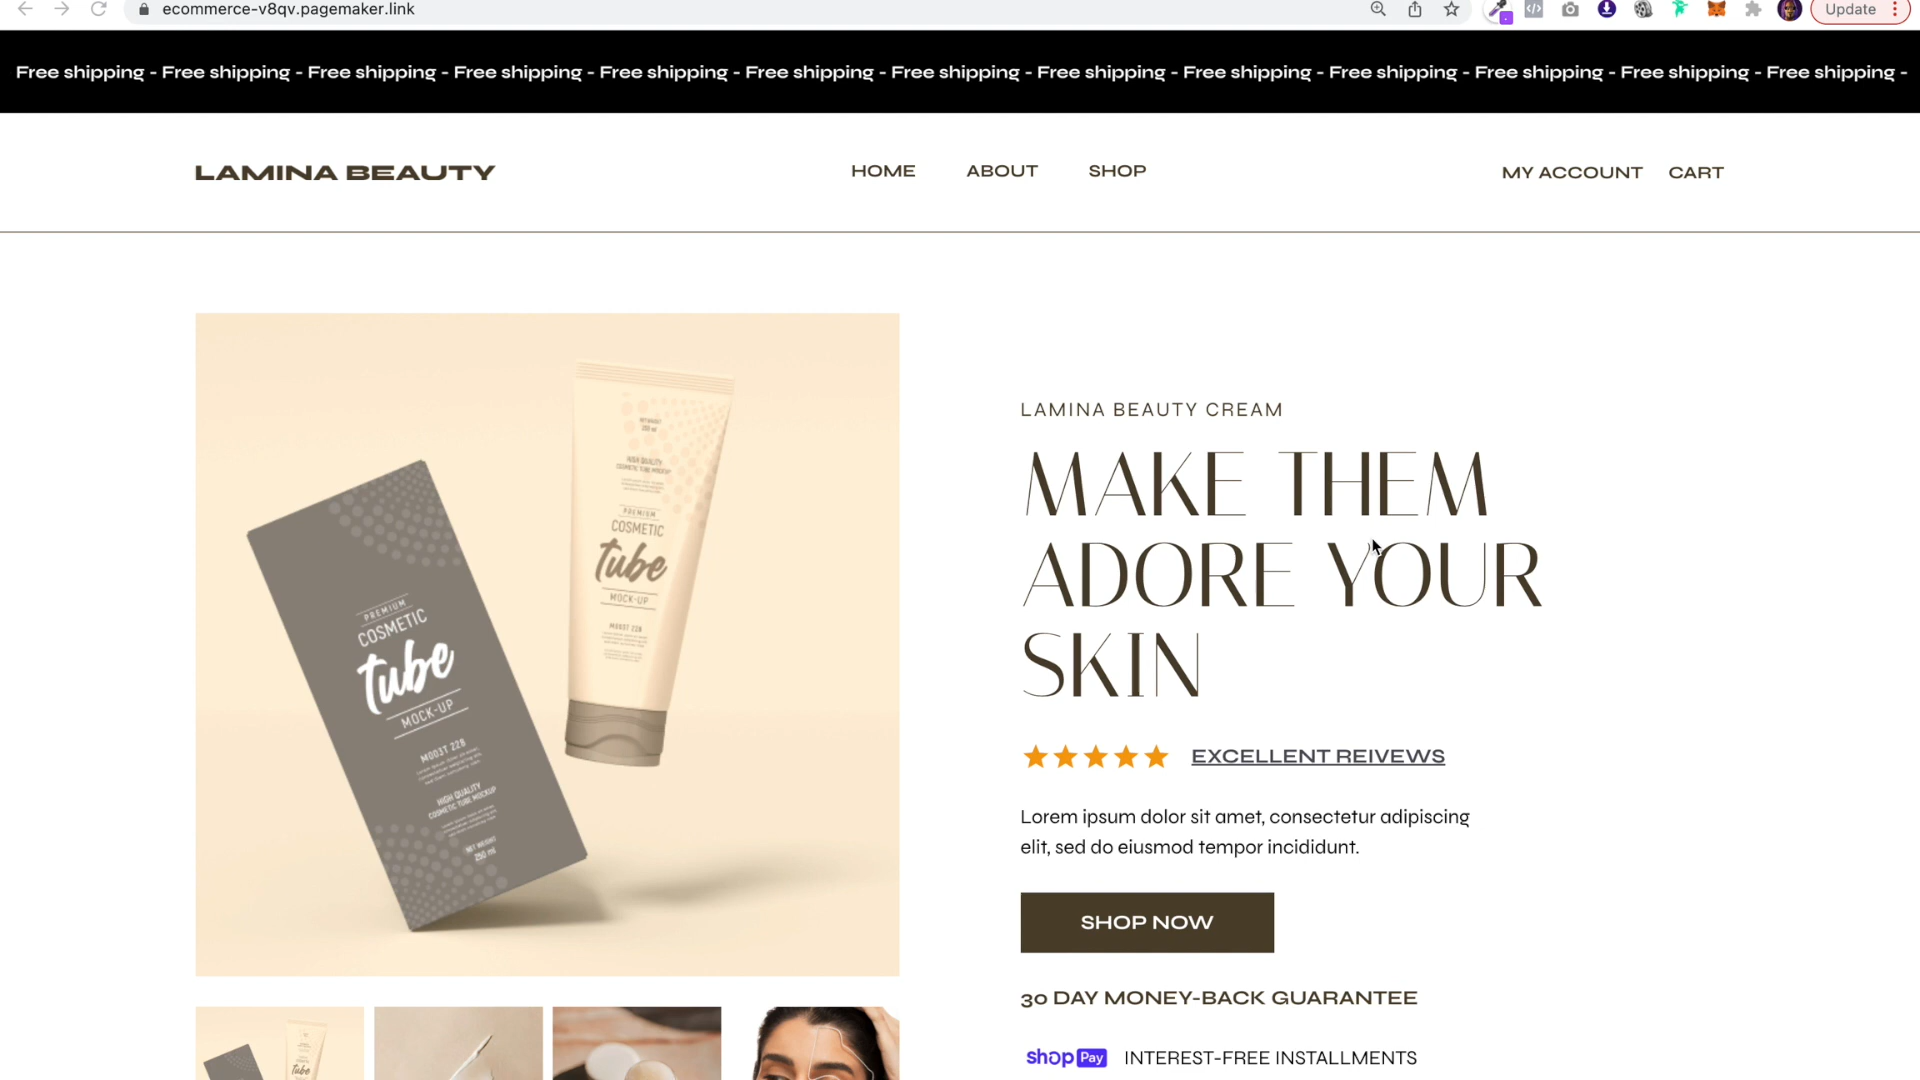 ecommerce-v8qv.pagemaker.link
Update
Free shipping - Free shipping - Free shipping - Free shipping - Free shipping - Free shipping - Free shipping - Free shipping - Free shipping - Free shipping - Free shipping - Free shipping - Free shipping -
LAMINA BEAUTY
HOME
ABOUT
SHOP
MY ACCOUNT
CART
HIGH QUALITY
COSMETIC TUBE MOCKUP
PREMIUM
COSMETIC
tube
MOCK-UP
PREMIUM
COSMETIC
tube
MOCK-UP
HIGH QUALITY
COSMETIC TUBE MOCKUP
NET WEIGHT
250 ml
LAMINA BEAUTY CREAM
MAKE THEM
ADORE YOUR
SKIN
EXCELLENT REIVEWS
Lorem ipsum dolor sit amet, consectetur adipiscing
elit, sed do eiusmod tempor incididunt.
SHOP NOW
30 DAY MONEY-BACK GUARANTEE
shop Pay INTEREST-FREE INSTALLMENTS
tube